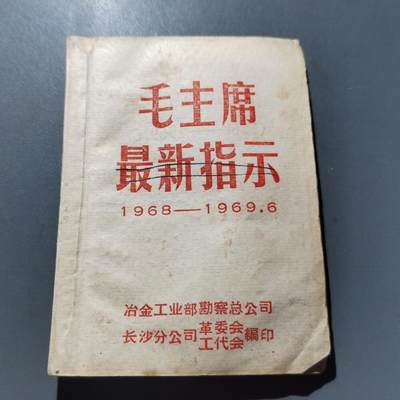 毛主席
最新指示
1968——1969.6
冶金工业部勘察总公司
长沙分公司革委会工代会编印